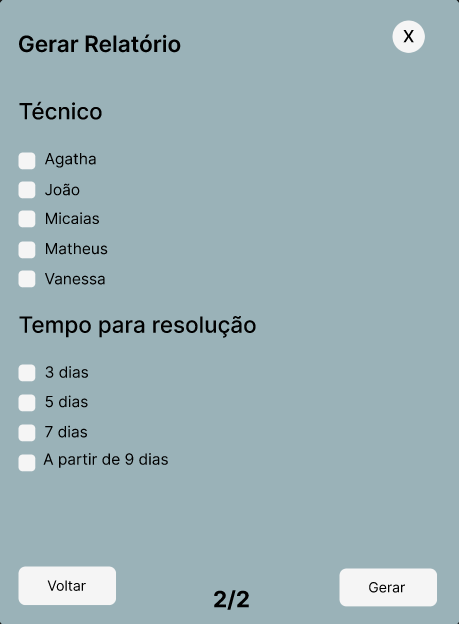 Gerar Relatório
X
Técnico
Agatha
João
Micaias
Matheus
Vanessa
Tempo para resolução
3 dias
5 dias
7 dias
A partir de 9 dias
Voltar
2/2
Gerar